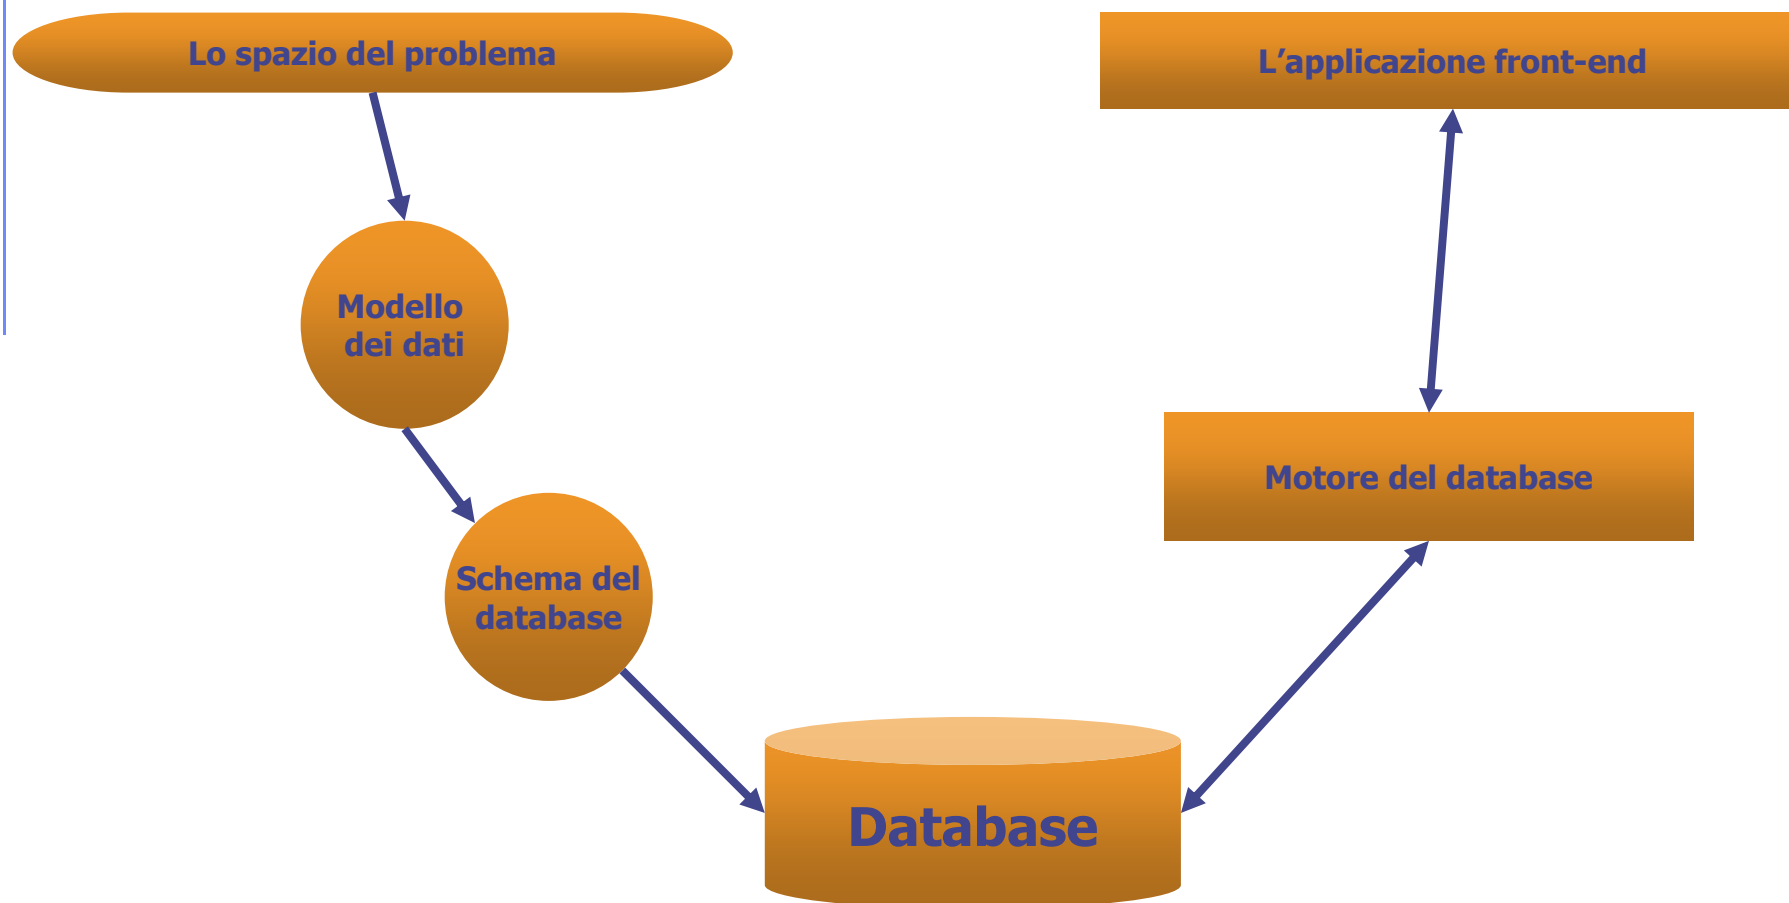 Lo spazio del problema
L’applicazione front-end
Modello
dei dati
Motore del database
Schema del
database
Database